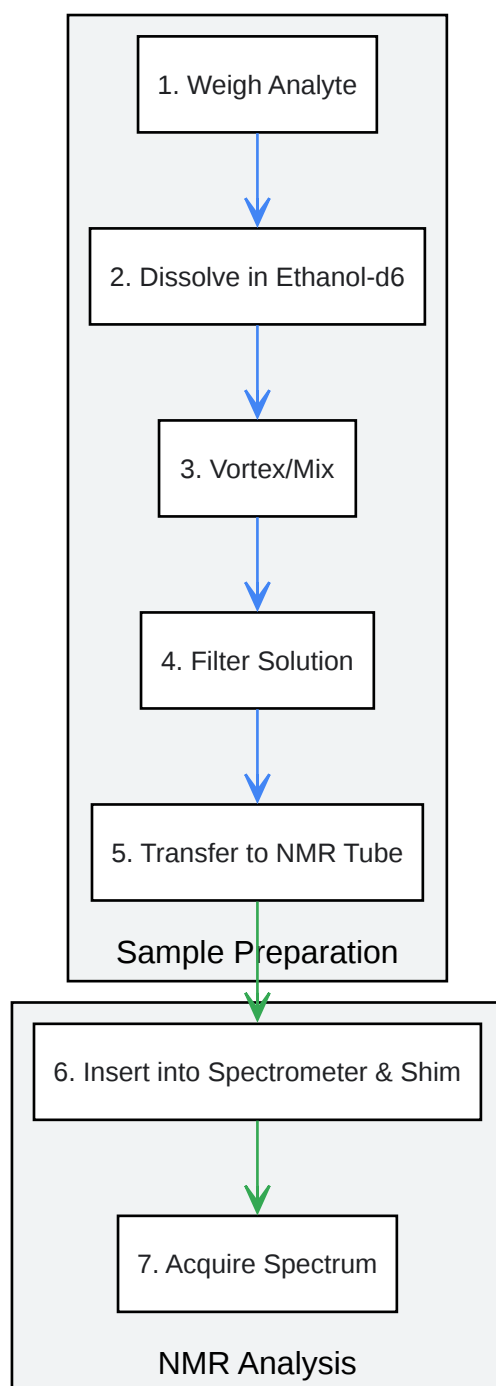 1. Weigh Analyte
2. Dissolve in Ethanol-d6
3. Vortex/Mix
4. Filter Solution
5. Transfer to NMR Tube
Sample Preparation
6. Insert into Spectrometer & Shim
7. Acquire Spectrum
NMR Analysis